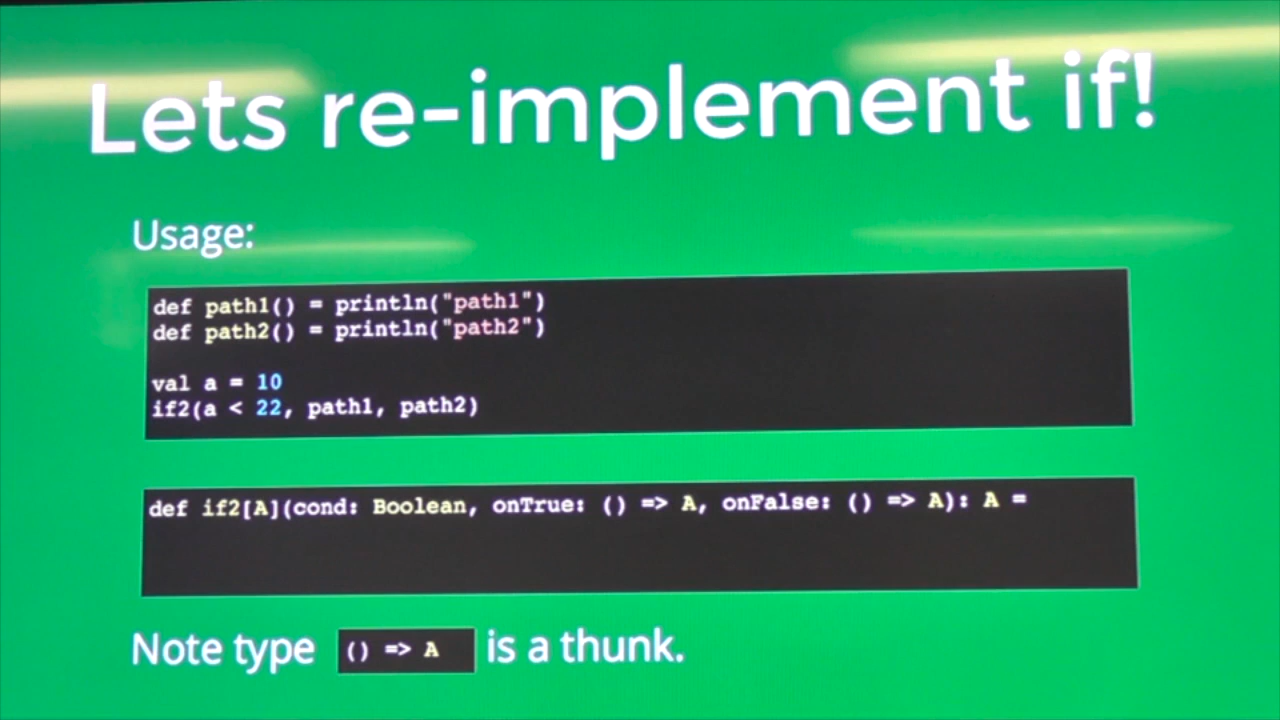 Lets re-implement if!
Usage:
def path1() = println("path1")
def path2() = println("path2")
val a = 10
if2(a < 22, path1, path2)
def if2[A](cond: Boolean, onTrue: () => A, onFalse: () => A): A =
Note type () => A is a thunk.